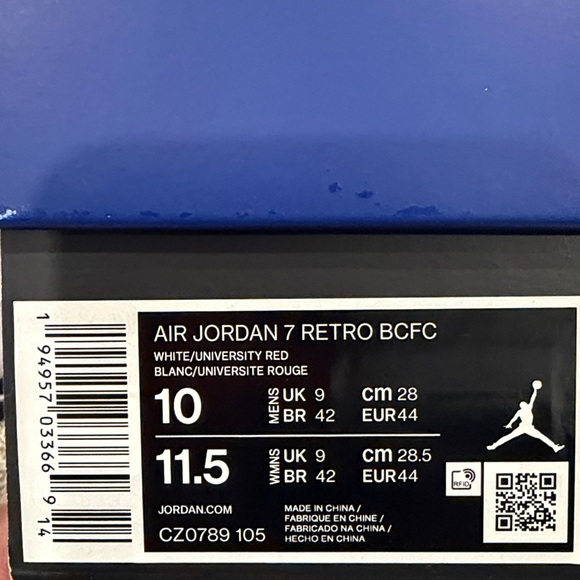 AIR JORDAN 7 RETRO BCFC
WHITE/UNIVERSITY RED
BLANC/UNIVERSITE ROUGE
10 MENS UK 9 cm 28
BR 42 EUR 44
11.5 WMNS UK 9 cm 28.5
BR 42 EUR 44
RFID
JORDAN.COM
CZ0789 105
MADE IN CHINA /
FABRIQUE EN CHINE /
FABRICADO NA CHINA /
HECHO EN CHINA
1 94957 03366 9 14